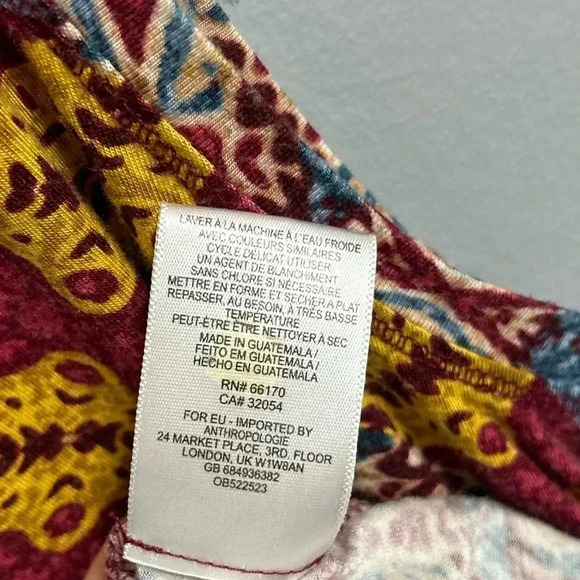 LAVER À LA MACHINE À L'EAU FROIDE
AVEC COULEURS SIMILAIRES
CYCLE DÉLICAT UTILISER
UN AGENT DE BLANCHIMENT
SANS CHLORE SI NÉCESSAIRE
METTRE EN FORME ET SECHER A PLAT
REPASSER, AU BESOIN, À TRÈS BASSE
TEMPÉRATURE
PEUT-ÊTRE ÊTRE NETTOYER À SEC
MADE IN GUATEMALA/
FEITO EM GUATEMALA/
HECHO EN GUATEMALA
RN# 66170
CA# 32054
FOR EU - IMPORTED BY
ANTHROPOLOGIE
24 MARKET PLACE, 3RD. FLOOR
LONDON, UK W1W8AN
GB 684936382
OB522523